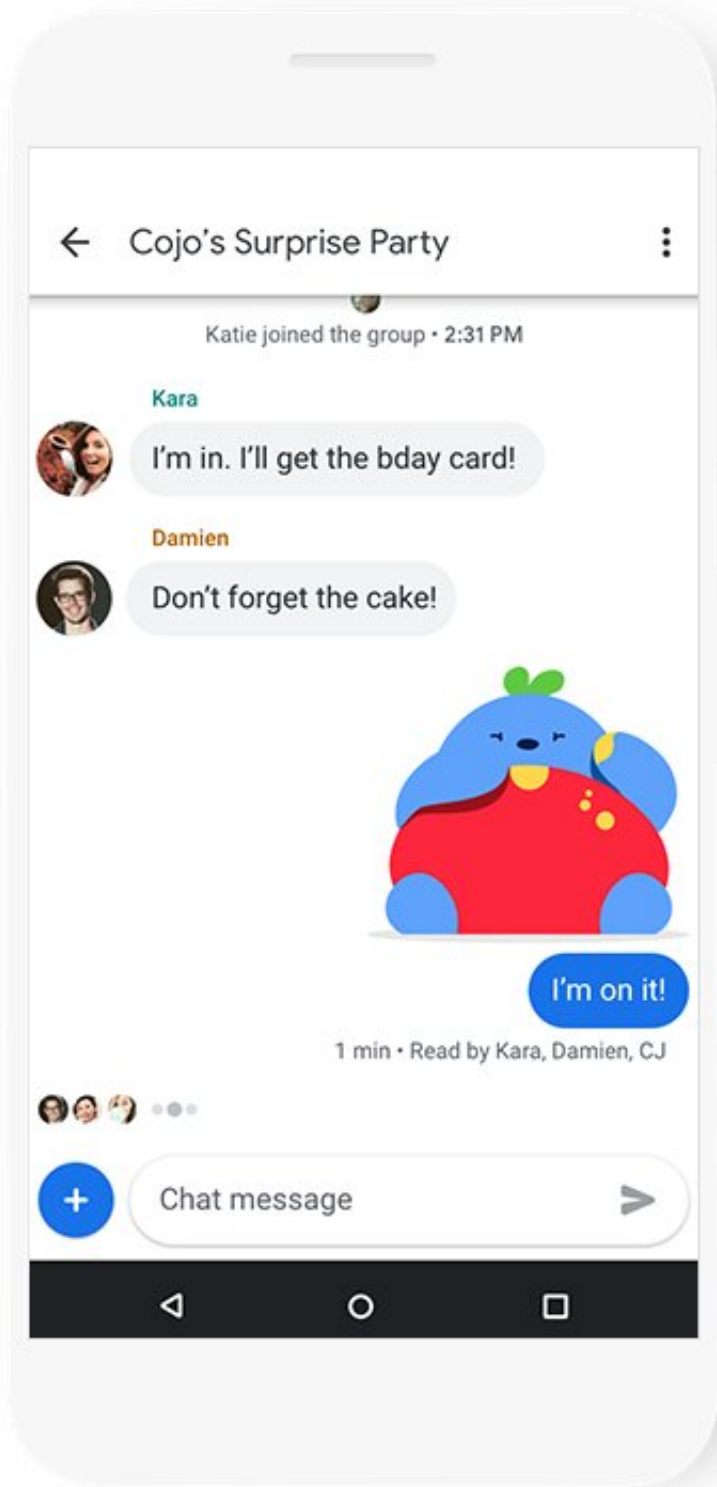 Cojo’s Surprise Party
Katie joined the group • 2:31 PM
Kara
I’m in. I’ll get the bday card!
Damien
Don’t forget the cake!
I’m on it!
1 min • Read by Kara, Damien, CJ
Chat message